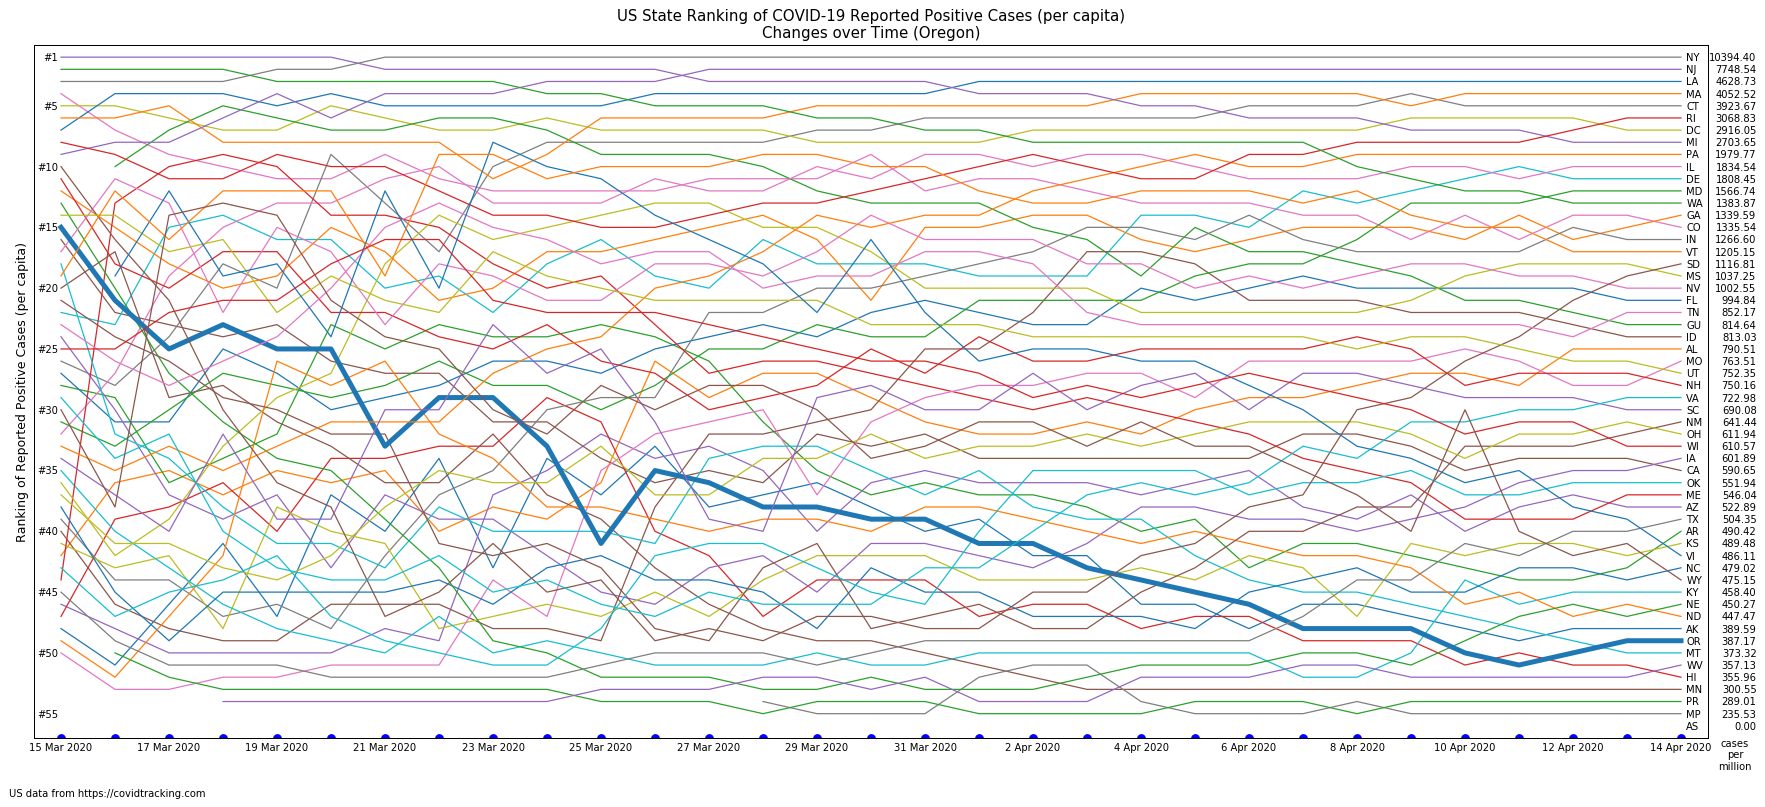 US State Ranking of COVID-19 Reported Positive Cases (per capita)
Changes over Time (Oregon)
Ranking of Reported Positive Cases (per capita)
#1
#5
#10
#15
#20
#25
#30
#35
#40
#45
#50
#55
NY 10394.40
NJ 7748.54
LA 4628.73
MA 4052.52
CT 3923.67
RI 3068.83
DC 2916.05
MI 2703.65
PA 1979.77
IL 1834.54
DE 1808.45
MD 1566.74
WA 1383.87
GA 1339.59
CO 1335.54
IN 1266.60
VT 1205.15
SD 1116.81
MS 1037.25
NV 1002.55
FL 994.84
TN 852.17
GU 814.64
ID 813.03
AL 790.51
MO 763.51
UT 752.35
NH 750.16
VA 722.98
SC 690.08
NM 641.44
OH 611.94
WI 610.57
IA 601.89
CA 590.65
OK 551.94
ME 546.04
AZ 522.89
TX 504.35
AR 490.42
KS 489.48
VI 486.11
NC 479.02
WY 475.15
KY 458.40
NE 450.27
ND 447.47
AK 389.59
OR 387.17
MT 373.32
WV 357.13
HI 355.96
MN 300.55
PR 289.01
MP 235.53
AS 0.00
15 Mar 2020 17 Mar 2020 19 Mar 2020 21 Mar 2020 23 Mar 2020 25 Mar 2020 27 Mar 2020 29 Mar 2020 31 Mar 2020 2 Apr 2020 4 Apr 2020 6 Apr 2020 8 Apr 2020 10 Apr 2020 12 Apr 2020 14 Apr 2020
cases
per
million
US data from https://covidtracking.com